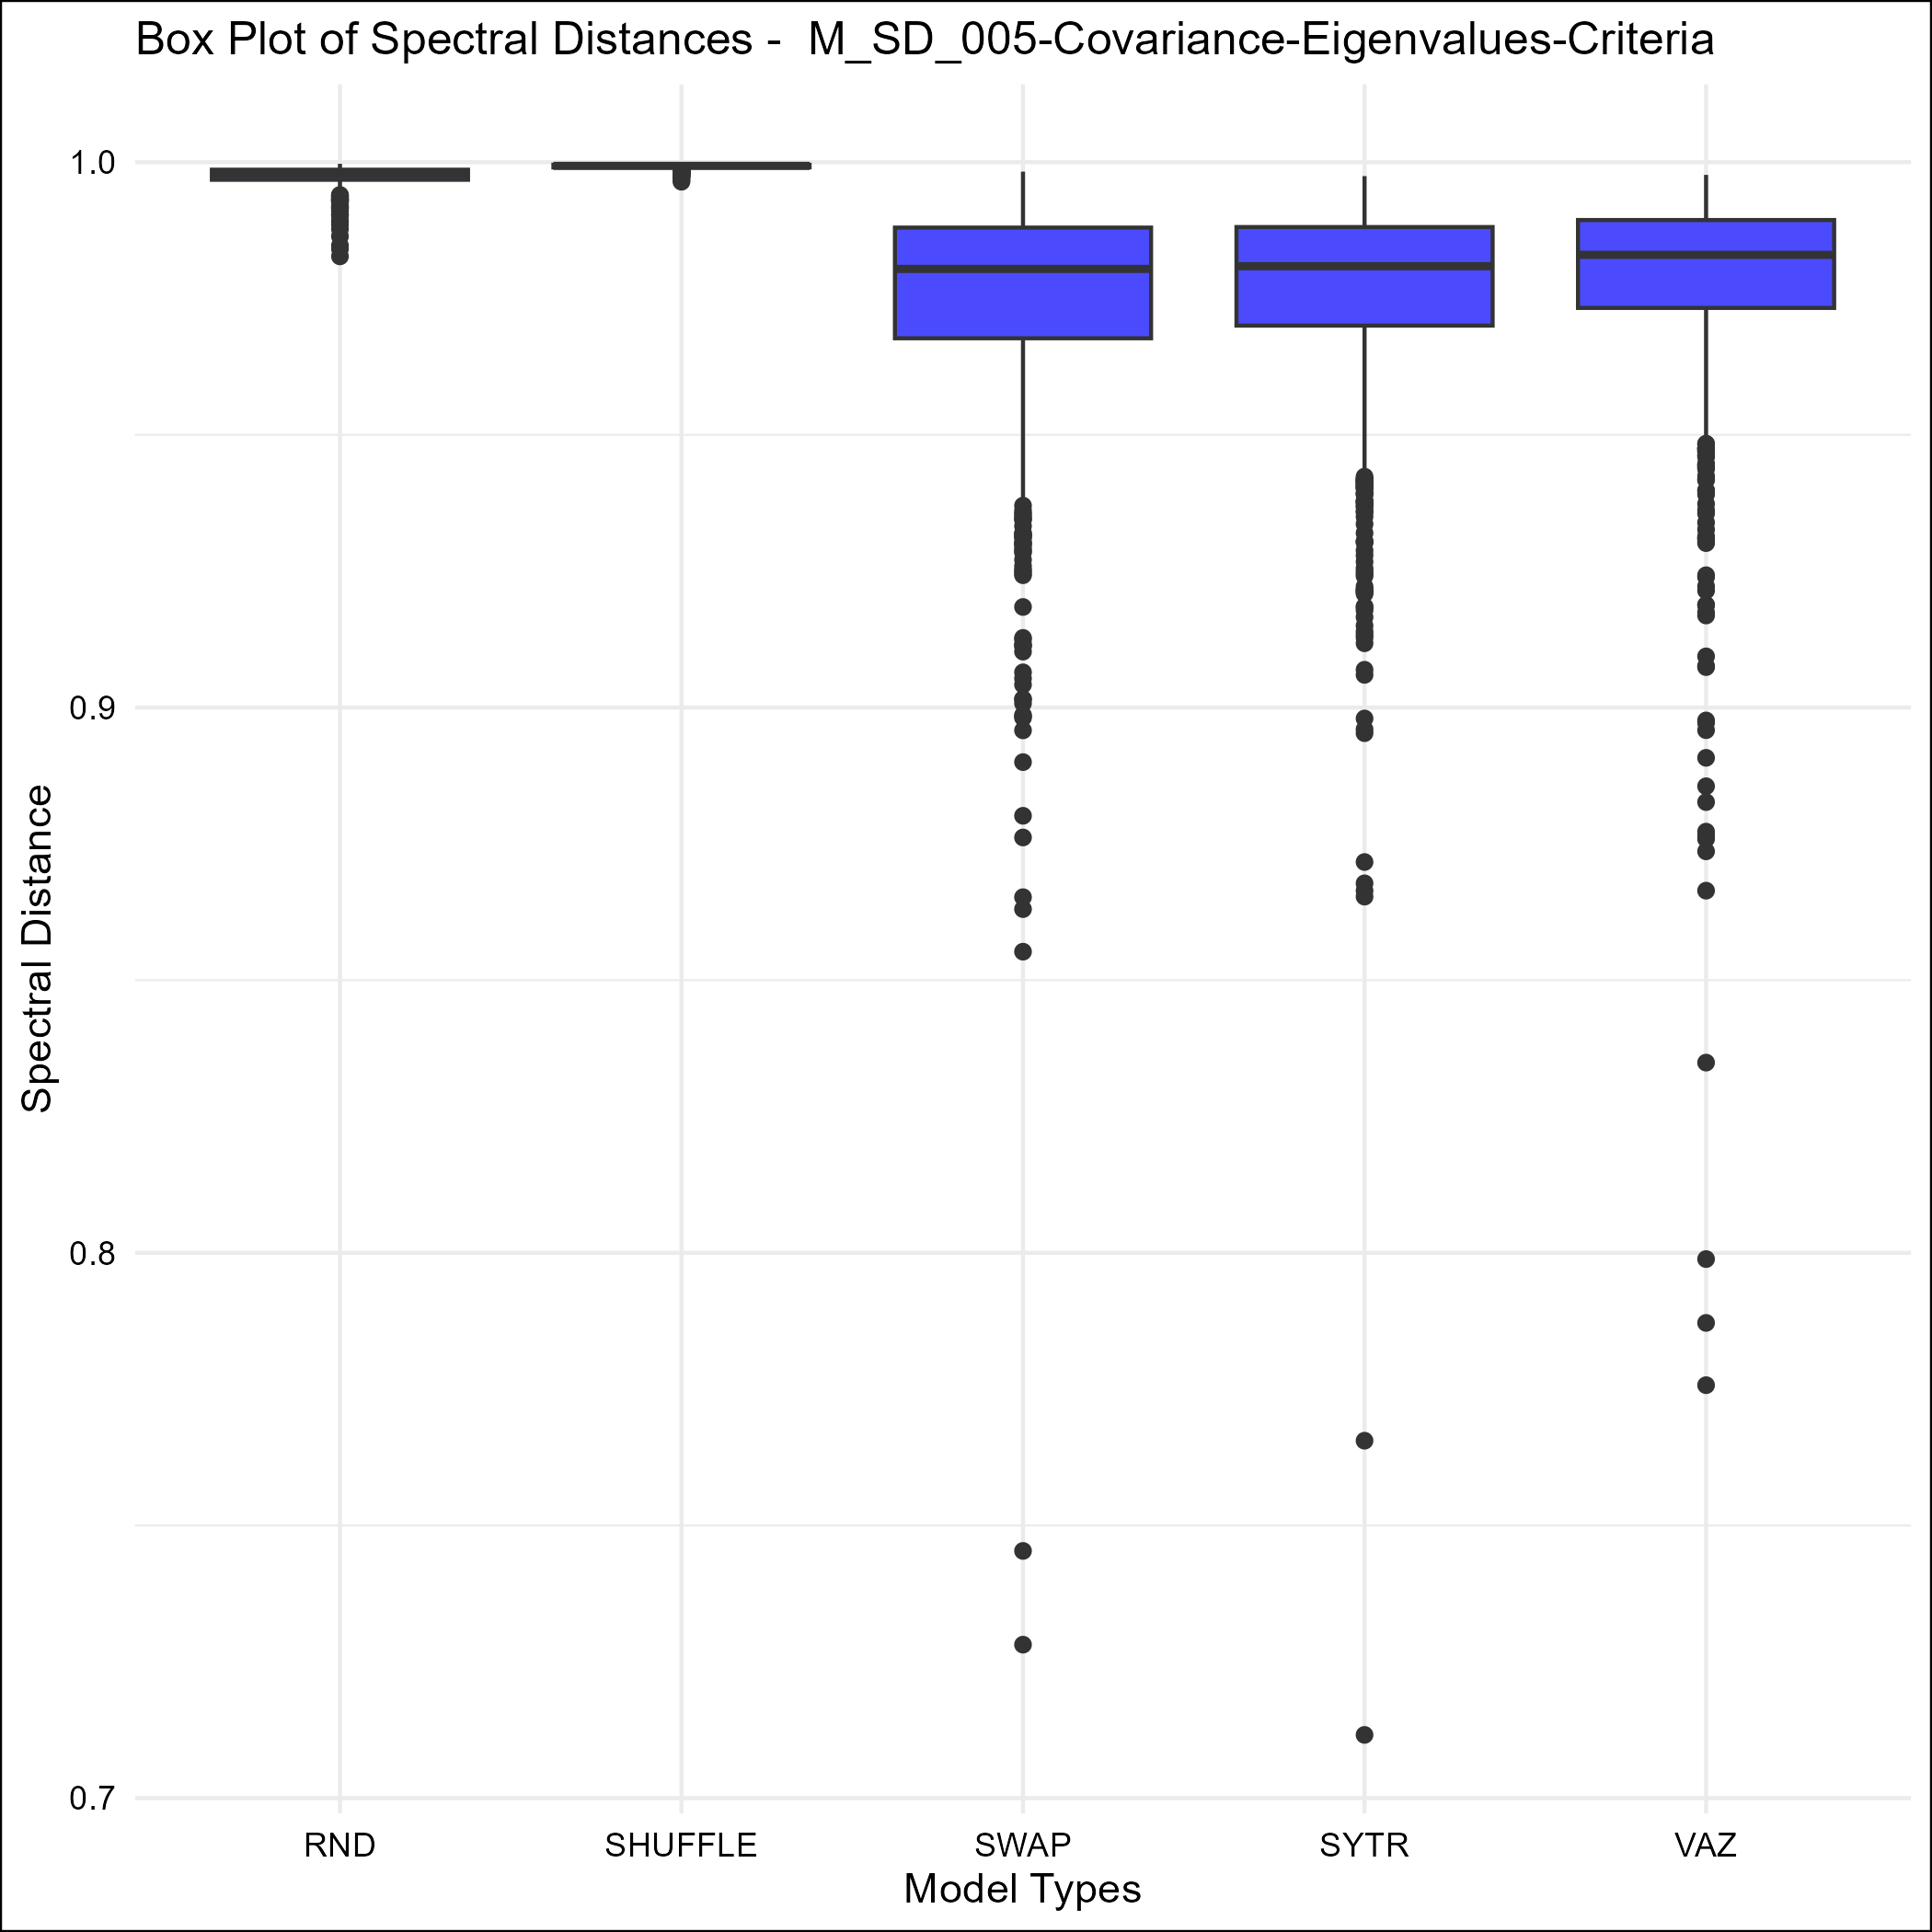 Box Plot of Spectral Distances -  M_SD_005-Covariance-Eigenvalues-Criteria
1.0
0.9
0.8
0.7
Spectral Distance
RND SHUFFLE SWAP SYTR VAZ
Model Types